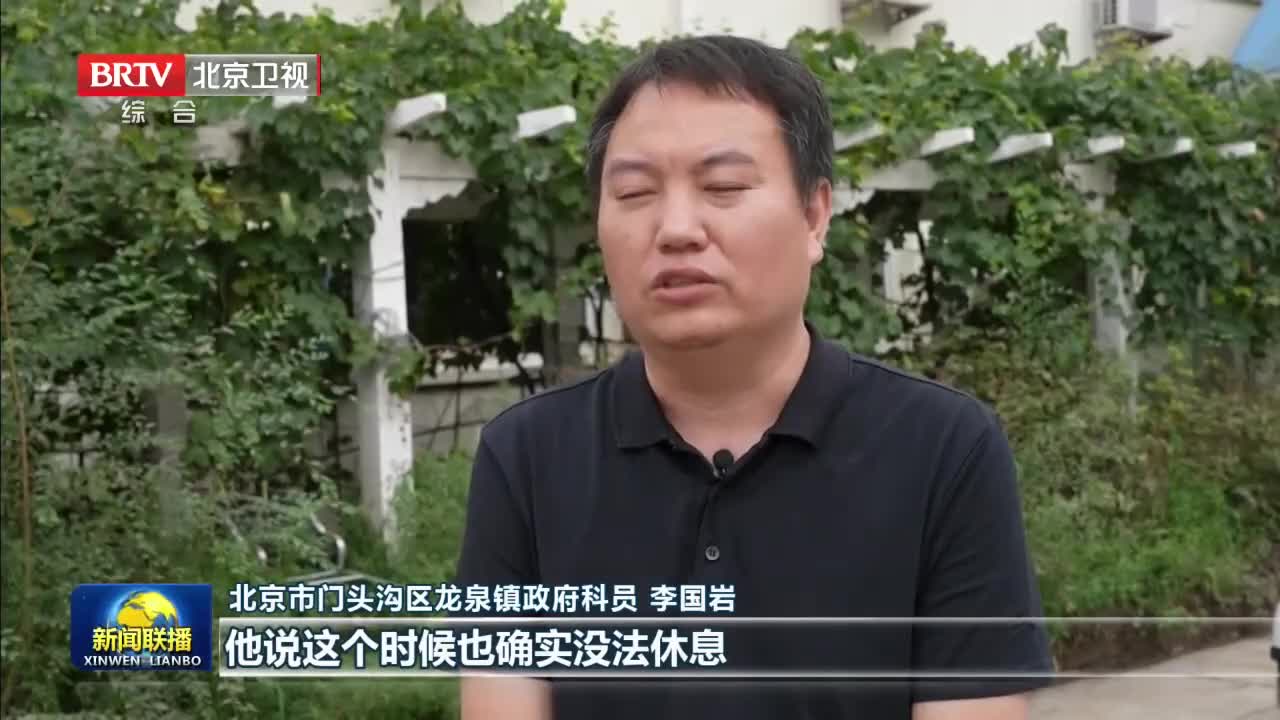 BRTV 北京卫视
综合
北京市门头沟区龙泉镇政府科员 李国岩
新闻联播
XINWEN LIANBO
他说这个时候也确实没法休息